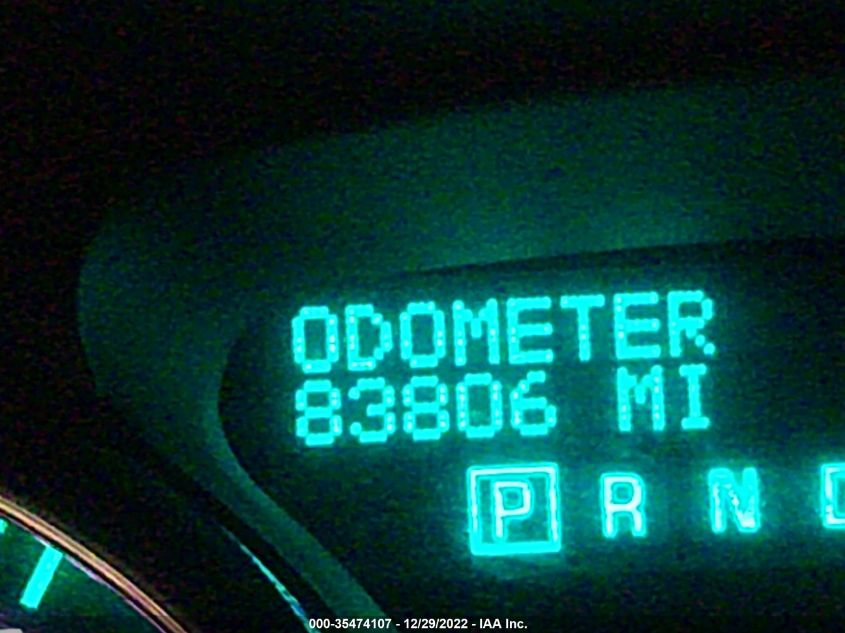 ODOMETER
83806 MI
P R N
000-35474107 - 12/29/2022 - IAA Inc.